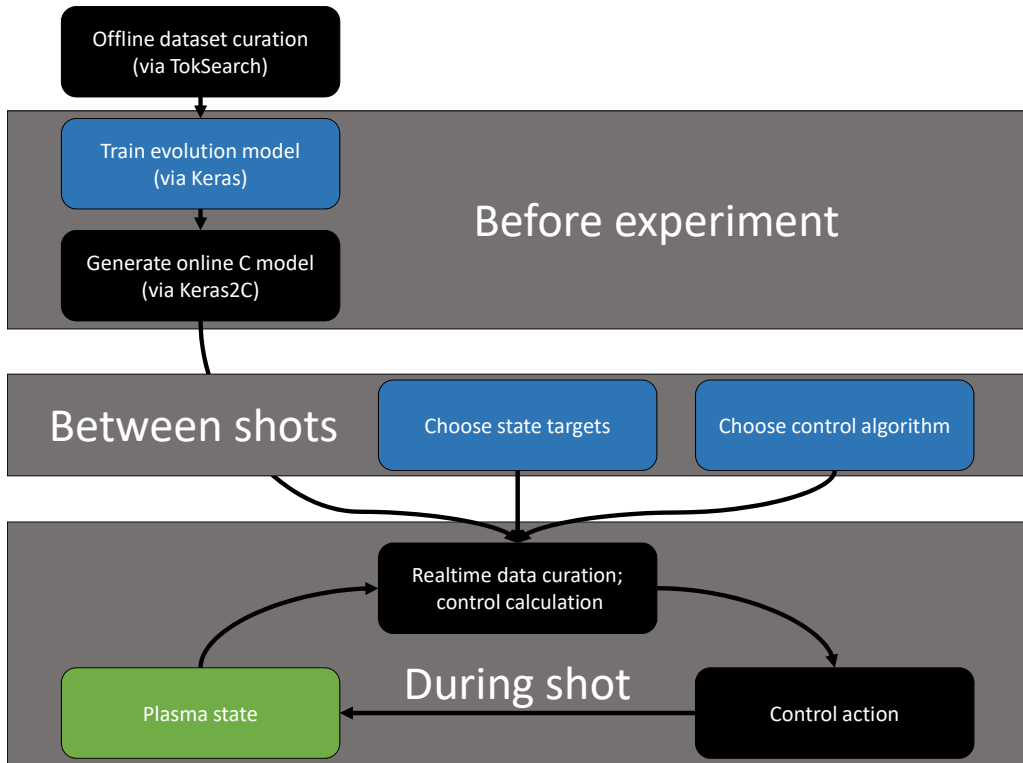 Offline dataset curation
(via TokSearch)
Train evolution model
(via Keras)
Before experiment
Generate online C model
(via Keras2C)
Between shots
Choose state targets
Choose control algorithm
Realtime data curation;
control calculation
During shot
Plasma state
Control action